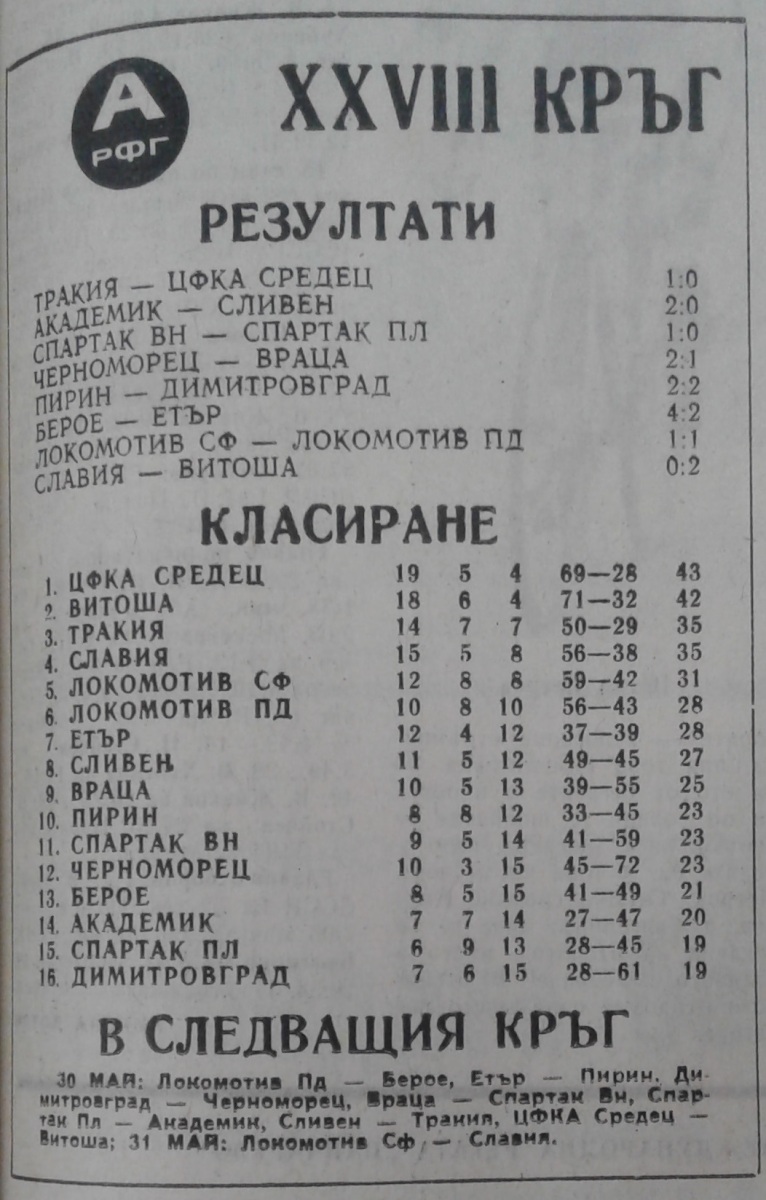 А
РФГ
XXVIII КРЪГ
РЕЗУЛТАТИ
ТРАКИЯ — ЦФКА СРЕДЕЦ 1:0
АКАДЕМИК — СЛИВЕН 2:0
СПАРТАК ВН — СПАРТАК ПЛ 1:0
ЧЕРНОМОРЕЦ — ВРАЦА 2:1
ПИРИН — ДИМИТРОВГРАД 2:2
БЕРОЕ — ЕТЪР 4:2
ЛОКОМОТИВ СФ — ЛОКОМОТИВ ПД 1:1
СЛАВИЯ — ВИТОША 0:2
КЛАСИРАНЕ
1. ЦФКА СРЕДЕЦ 19 5 4 69—28 43
2. ВИТОША 18 6 4 71—32 42
3. ТРАКИЯ 14 7 7 50—29 35
4. СЛАВИЯ 15 5 8 56—38 35
5. ЛОКОМОТИВ СФ 12 8 8 59—42 31
6. ЛОКОМОТИВ ПД 10 8 10 56—43 28
7. ЕТЪР 12 4 12 37—39 28
8. СЛИВЕН 11 5 12 49—45 27
9. ВРАЦА 10 5 13 39—55 25
10. ПИРИН 8 8 12 33—45 23
11. СПАРТАК ВН 9 5 14 41—59 23
12. ЧЕРНОМОРЕЦ 10 3 15 45—72 23
13. БЕРОЕ 8 5 15 41—49 21
14. АКАДЕМИК 7 7 14 27—47 20
15. СПАРТАК ПЛ 6 9 13 28—45 19
16. ДИМИТРОВГРАД 7 6 15 28—61 19
В СЛЕДВАЩИЯ КРЪГ
30 МАЙ: Локомотив Пд — Берое, Етър — Пирин, Ди-
митровград — Черноморец, Враца — Спартак Вн, Спар-
так Пл — Академик, Сливен — Тракия, ЦФКА Средец —
Витоша; 31 МАЙ: Локомотив Сф — Славия.